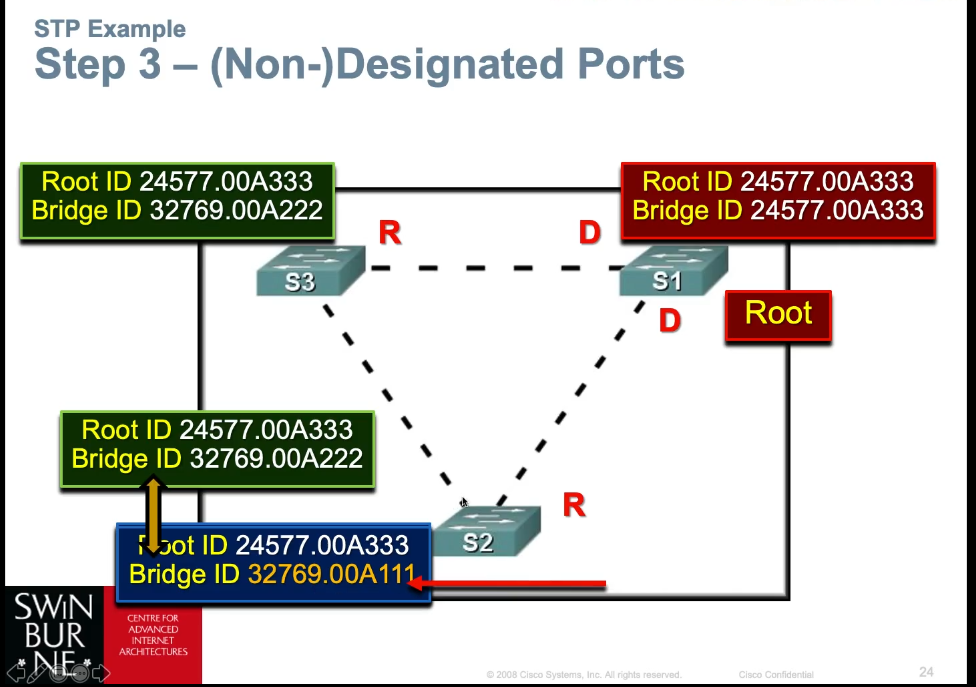 STP Example
Step 3 – (Non-)Designated Ports
Root ID 24577.00A333
Bridge ID 32769.00A222
Root ID 24577.00A333
Bridge ID 24577.00A333
R
D
S3
S1
D
Root
Root ID 24577.00A333
Bridge ID 32769.00A222
R
S2
Root ID 24577.00A333
Bridge ID 32769.00A111
SWIN
BUR
*NE*
CENTRE FOR
ADVANCED
INTERNET
ARCHITECTURES
© 2008 Cisco Systems, Inc. All rights reserved.
Cisco Confidential
24